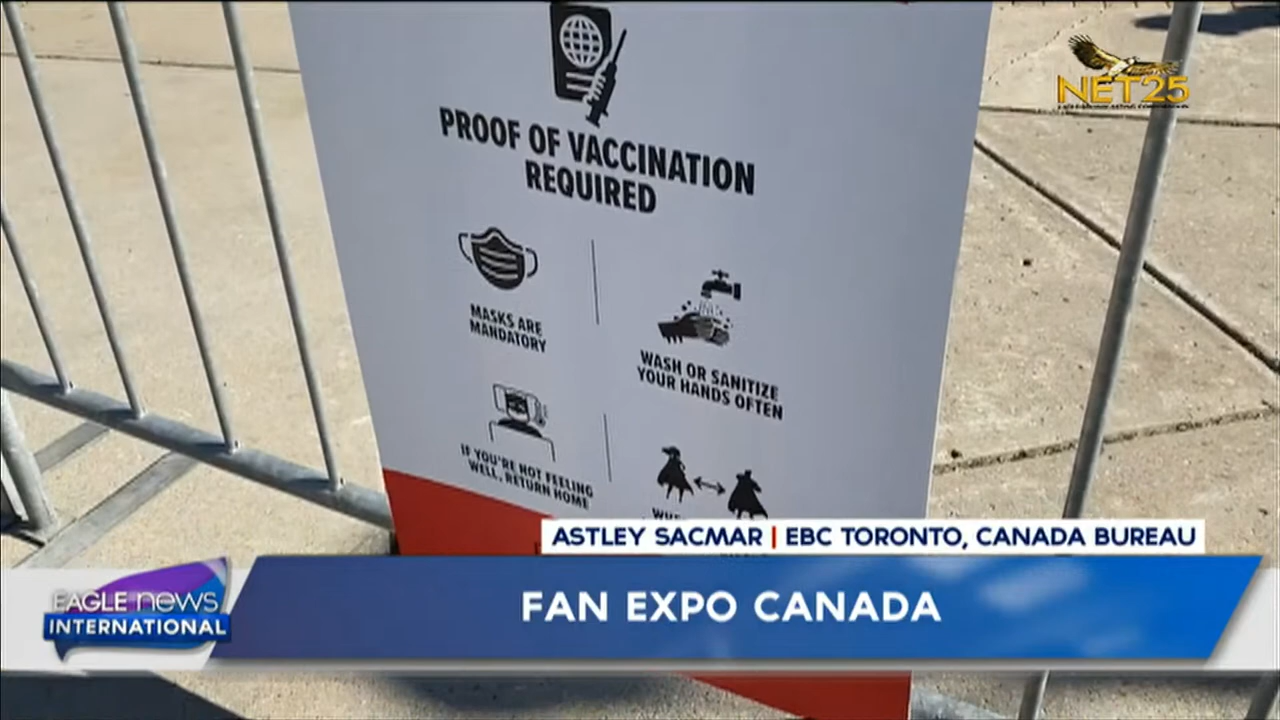 NET25
PROOF OF VACCINATION
REQUIRED
MASKS ARE
MANDATORY
WASH OR SANITIZE
YOUR HANDS OFTEN
IF YOU'RE NOT FEELING
WELL, RETURN HOME
ASTLEY SACMAR | EBC TORONTO, CANADA BUREAU
FAN EXPO CANADA
EAGLE news
INTERNATIONAL